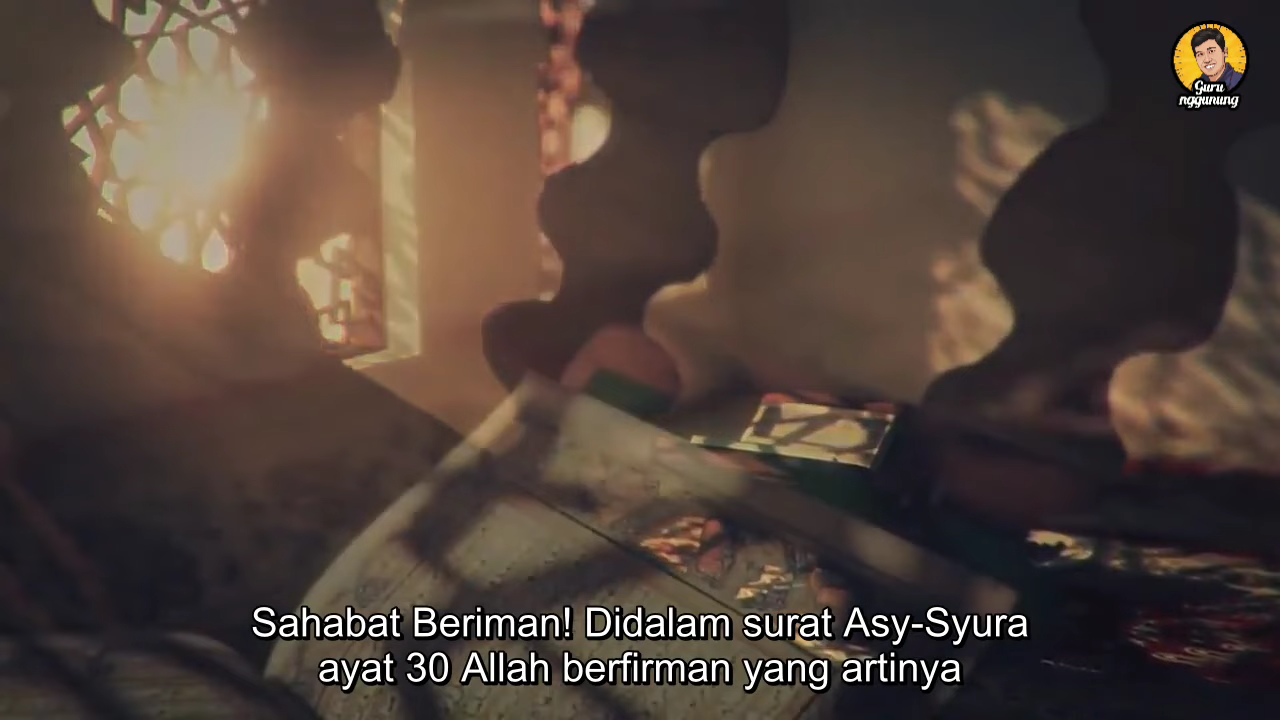 Guru
nggunung
Sahabat Beriman! Didalam surat Asy-Syura
ayat 30 Allah berfirman yang artinya